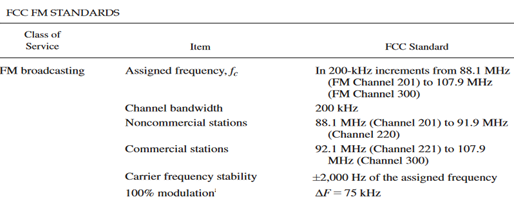 FCC FM STANDARDS
Class of
Service Item FCC Standard
FM broadcasting Assigned frequency, fc In 200-kHz increments from 88.1 MHz
(FM Channel 201) to 107.9 MHz
(FM Channel 300)
Channel bandwidth 200 kHz
Noncommercial stations 88.1 MHz (Channel 201) to 91.9 MHz
(Channel 220)
Commercial stations 92.1 MHz (Channel 221) to 107.9
MHz (Channel 300)
Carrier frequency stability ±2,000 Hz of the assigned frequency
100% modulationⁱ ΔF = 75 kHz